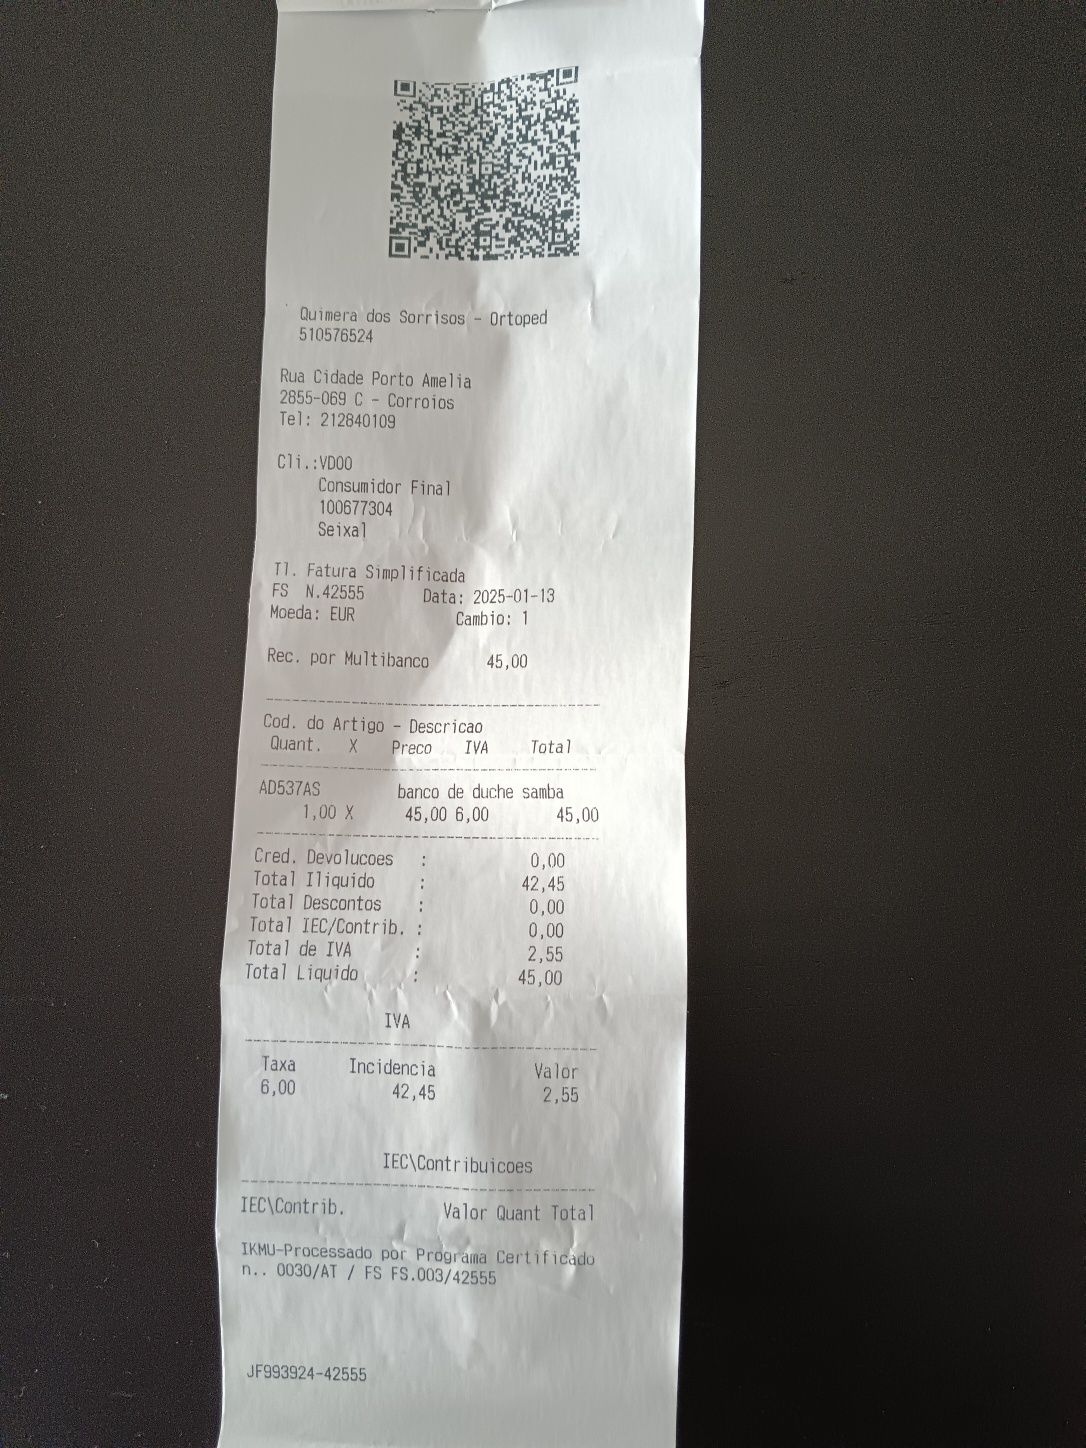 Quimera dos Sorrisos - Ortoped
510576524
Rua Cidade Porto Amelia
2855-069 C - Corroios
Tel: 212840109
Cli.:VD00
Consumidor Final
100677304
Seixal
Tl. Fatura Simplificada
FS N.42555 Data: 2025-01-13
Moeda: EUR Cambio: 1
Rec. por Multibanco 45,00
Cod. do Artigo - Descricao
Quant. X Preco IVA Total
AD537AS banco de duche samba
1,00 X 45,00 6,00 45,00
Cred. Devolucoes : 0,00
Total Iliquido : 42,45
Total Descontos : 0,00
Total IEC/Contrib. : 0,00
Total de IVA : 2,55
Total Liquido : 45,00
IVA
Taxa Incidencia Valor
6,00 42,45 2,55
IEC\Contribuicoes
IEC\Contrib. Valor Quant Total
IKMU-Processado por Programa Certificado
n.. 0030/AT / FS FS.003/42555
JF993924-42555